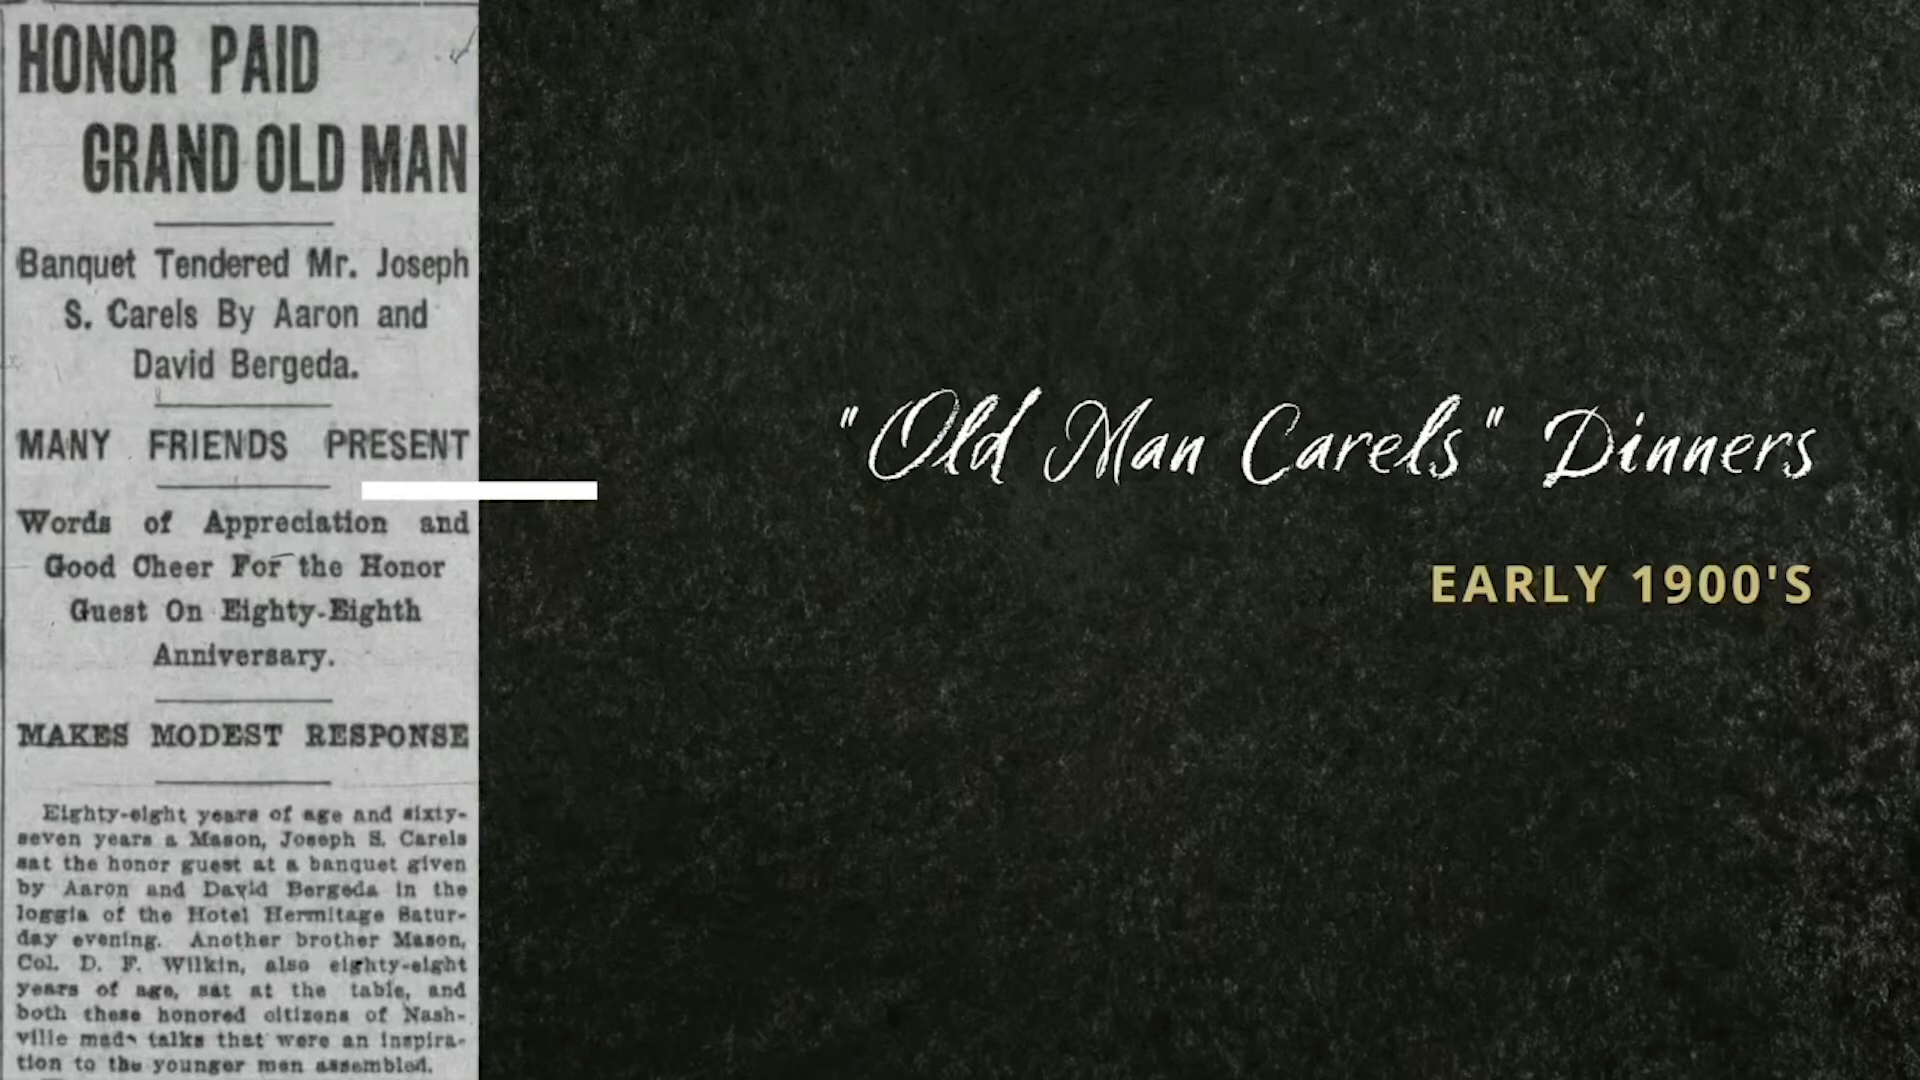 HONOR PAID
GRAND OLD MAN
Banquet Tendered Mr. Joseph
S. Carels By Aaron and
David Bergeda.
MANY FRIENDS PRESENT
Words of Appreciation and
Good Cheer For the Honor
Guest On Eighty-Eighth
Anniversary.
MAKES MODEST RESPONSE
Eighty-eight years of age and sixty-
seven years a Mason, Joseph S. Carels
sat the honor guest at a banquet given
by Aaron and David Bergeda in the
loggia of the Hotel Hermitage Satur-
day evening. Another brother Mason,
Col. D. F. Wilkin, also eighty-eight
years of age, sat at the table, and
both these honored citizens of Nash-
ville made talks that were an inspira-
tion to the younger men assembled.
"Old Man Carels" Dinners
EARLY 1900'S